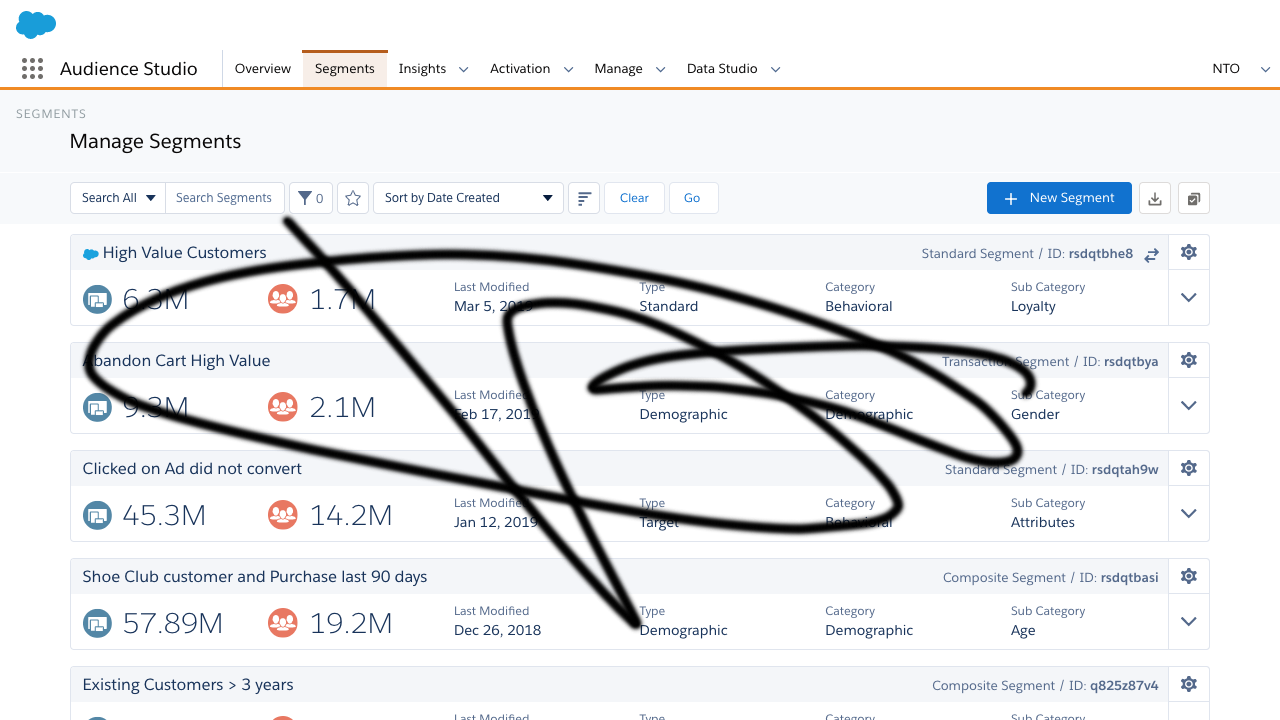 Audience Studio Overview Segments Insights Activation Manage Data Studio NTO
SEGMENTS
Manage Segments
Search All Search Segments 0 Sort by Date Created Clear Go New Segment
High Value Customers Standard Segment / ID: rsdqtbhe8
Last Modified Type Category Sub Category
6.3M 1.7M Mar 5, 2019 Standard Behavioral Loyalty
Abandon Cart High Value Transaction Segment / ID: rsdqtbya
Last Modified Type Category Sub Category
9.3M 2.1M Feb 17, 2019 Demographic Demographic Gender
Clicked on Ad did not convert Standard Segment / ID: rsdqtah9w
Last Modified Type Category Sub Category
45.3M 14.2M Jan 12, 2019 Target Behavioral Attributes
Shoe Club customer and Purchase last 90 days Composite Segment / ID: rsdqtbasi
Last Modified Type Category Sub Category
57.89M 19.2M Dec 26, 2018 Demographic Demographic Age
Existing Customers > 3 years Composite Segment / ID: q825z87v4
Last Modified Type Category Sub Category